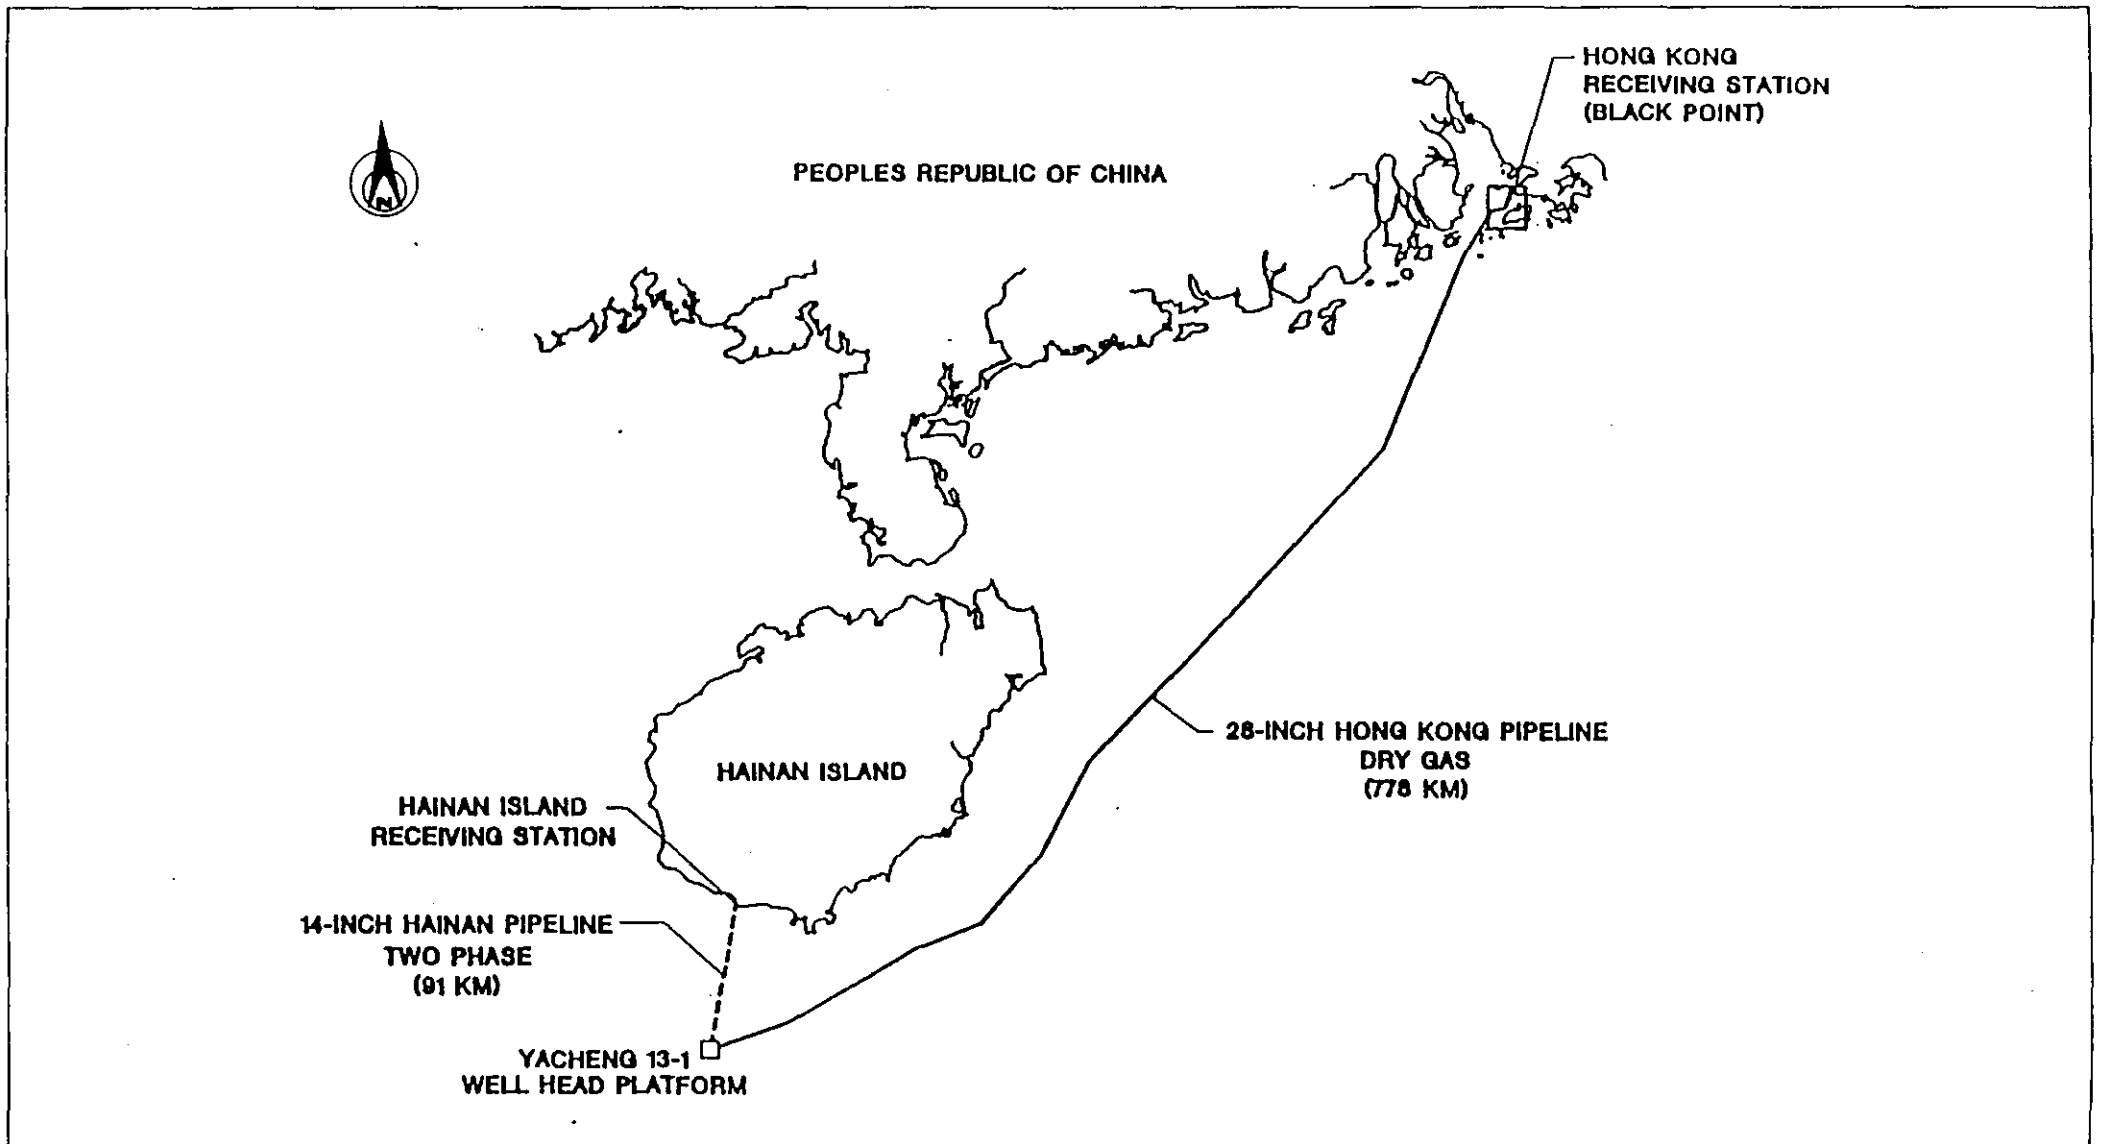 HONG KONG
RECEIVING STATION
(BLACK POINT)
N
PEOPLES REPUBLIC OF CHINA
28-INCH HONG KONG PIPELINE
DRY GAS
(778 KM)
HAINAN ISLAND
HAINAN ISLAND
RECEIVING STATION
14-INCH HAINAN PIPELINE
TWO PHASE
(91 KM)
YACHENG 13-1
WELL HEAD PLATFORM